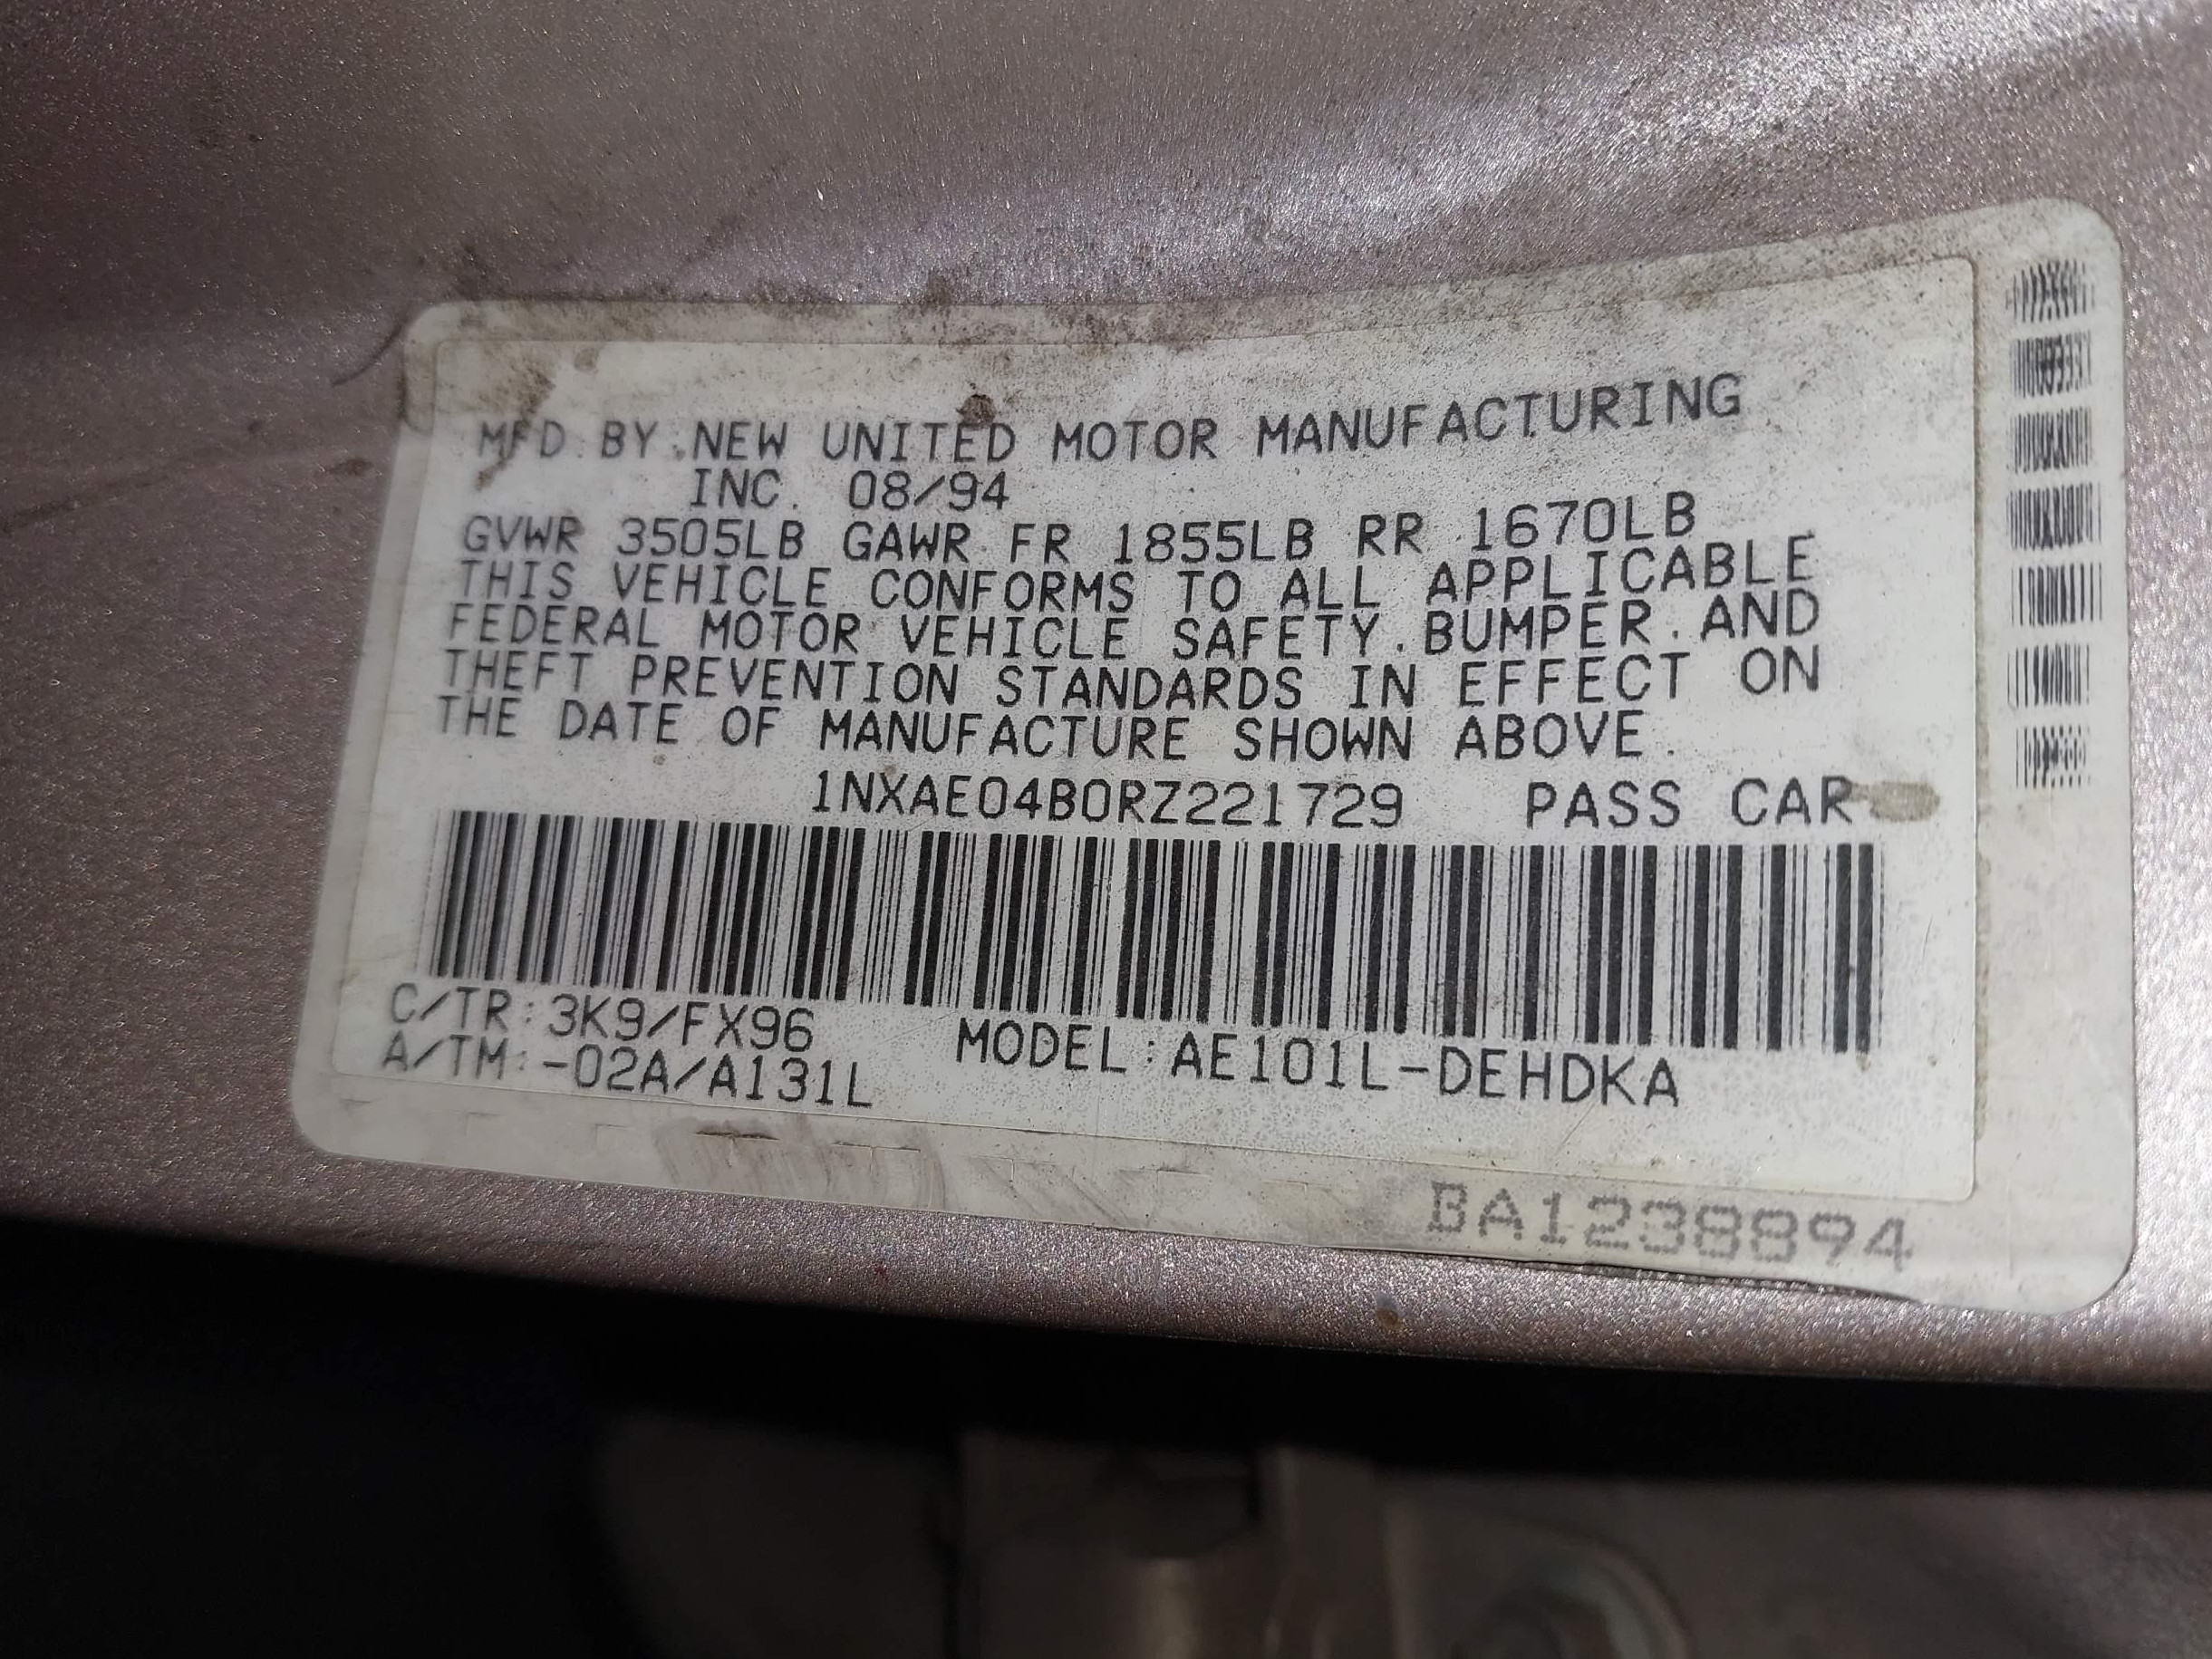 MFD BY NEW UNITED MOTOR MANUFACTURING
INC. 08/94
GVWR 3505LB GAWR FR 1855LB RR 1670LB
THIS VEHICLE CONFORMS TO ALL APPLICABLE
FEDERAL MOTOR VEHICLE SAFETY.BUMPER.AND
THEFT PREVENTION STANDARDS IN EFFECT ON
THE DATE OF MANUFACTURE SHOWN ABOVE.
1NXAE04B0RZ221729 PASS CAR
C/TR:3K9/FX96
A/TM:-02A/A131L
MODEL:AE101L-DEHDKA
BA1238894